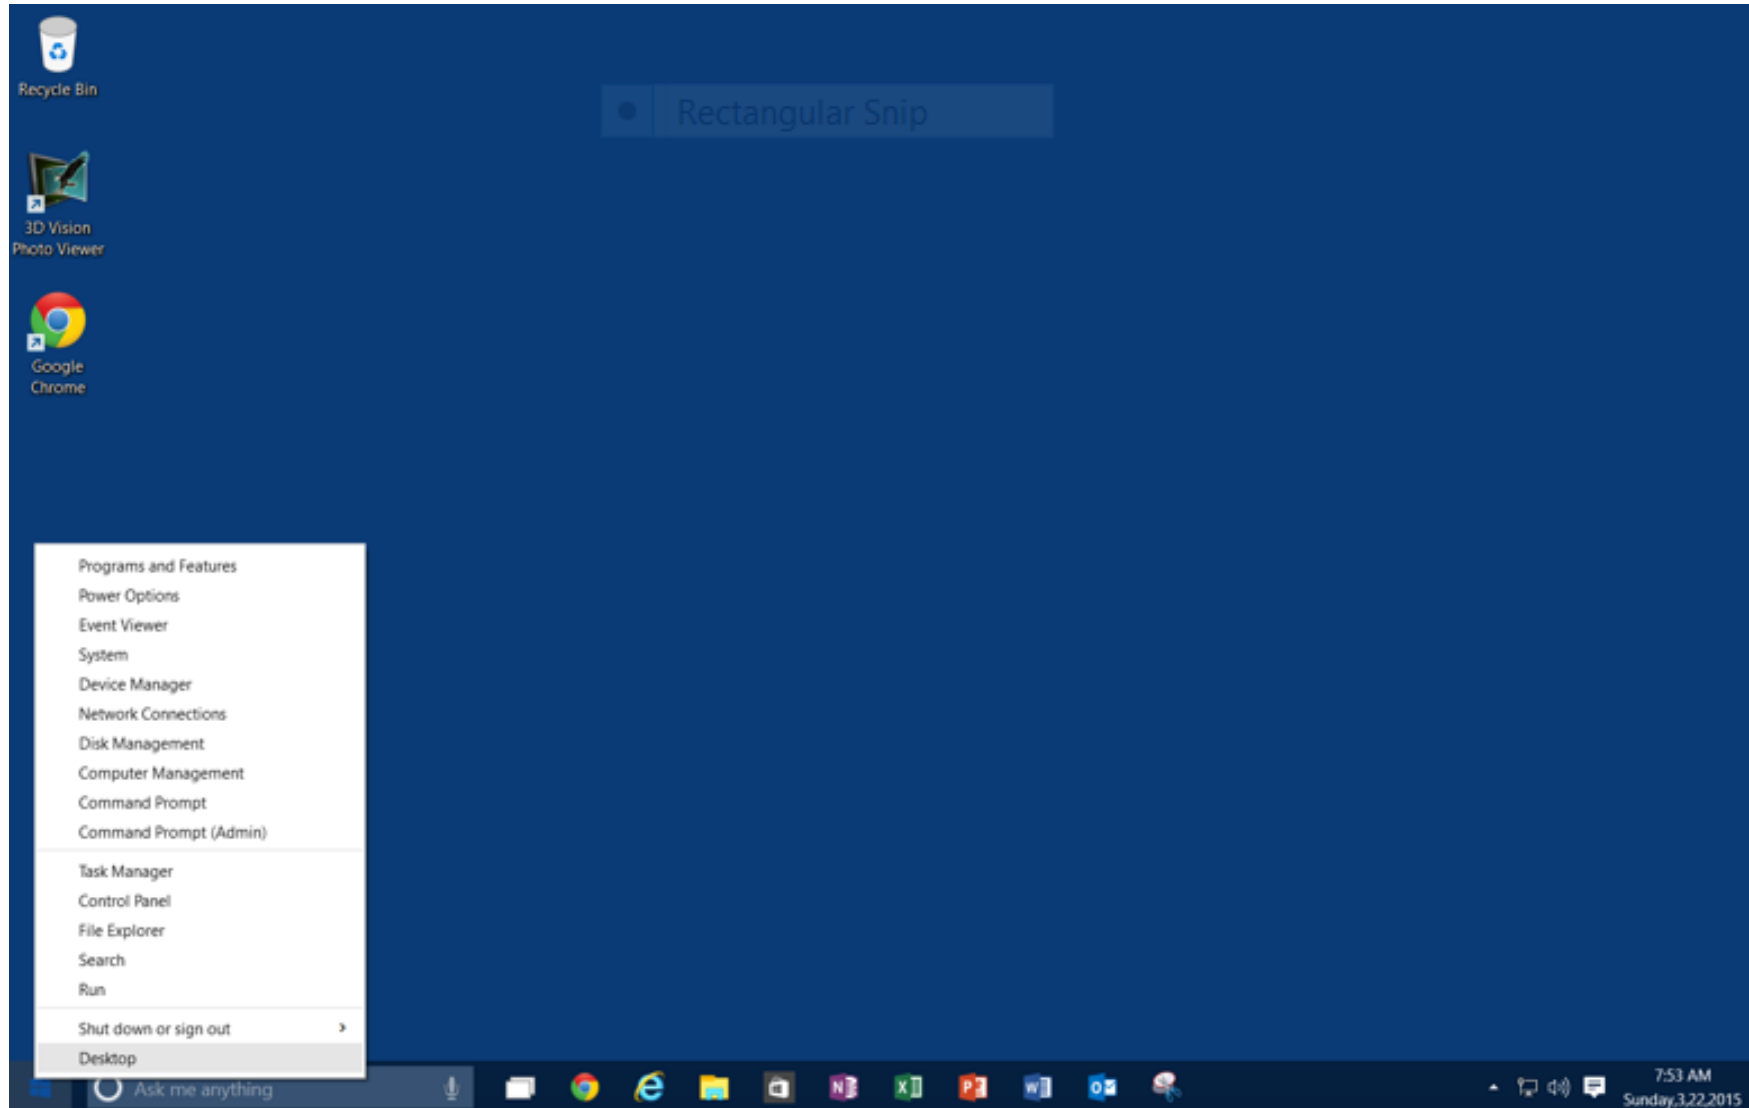 Recycle Bin
Rectangular Snip
3D Vision
Photo Viewer
Google
Chrome
Programs and Features
Power Options
Event Viewer
System
Device Manager
Network Connections
Disk Management
Computer Management
Command Prompt
Command Prompt (Admin)
Task Manager
Control Panel
File Explorer
Search
Run
Shut down or sign out
Desktop
Ask me anything
7:53 AM
Sunday,3,22,2015